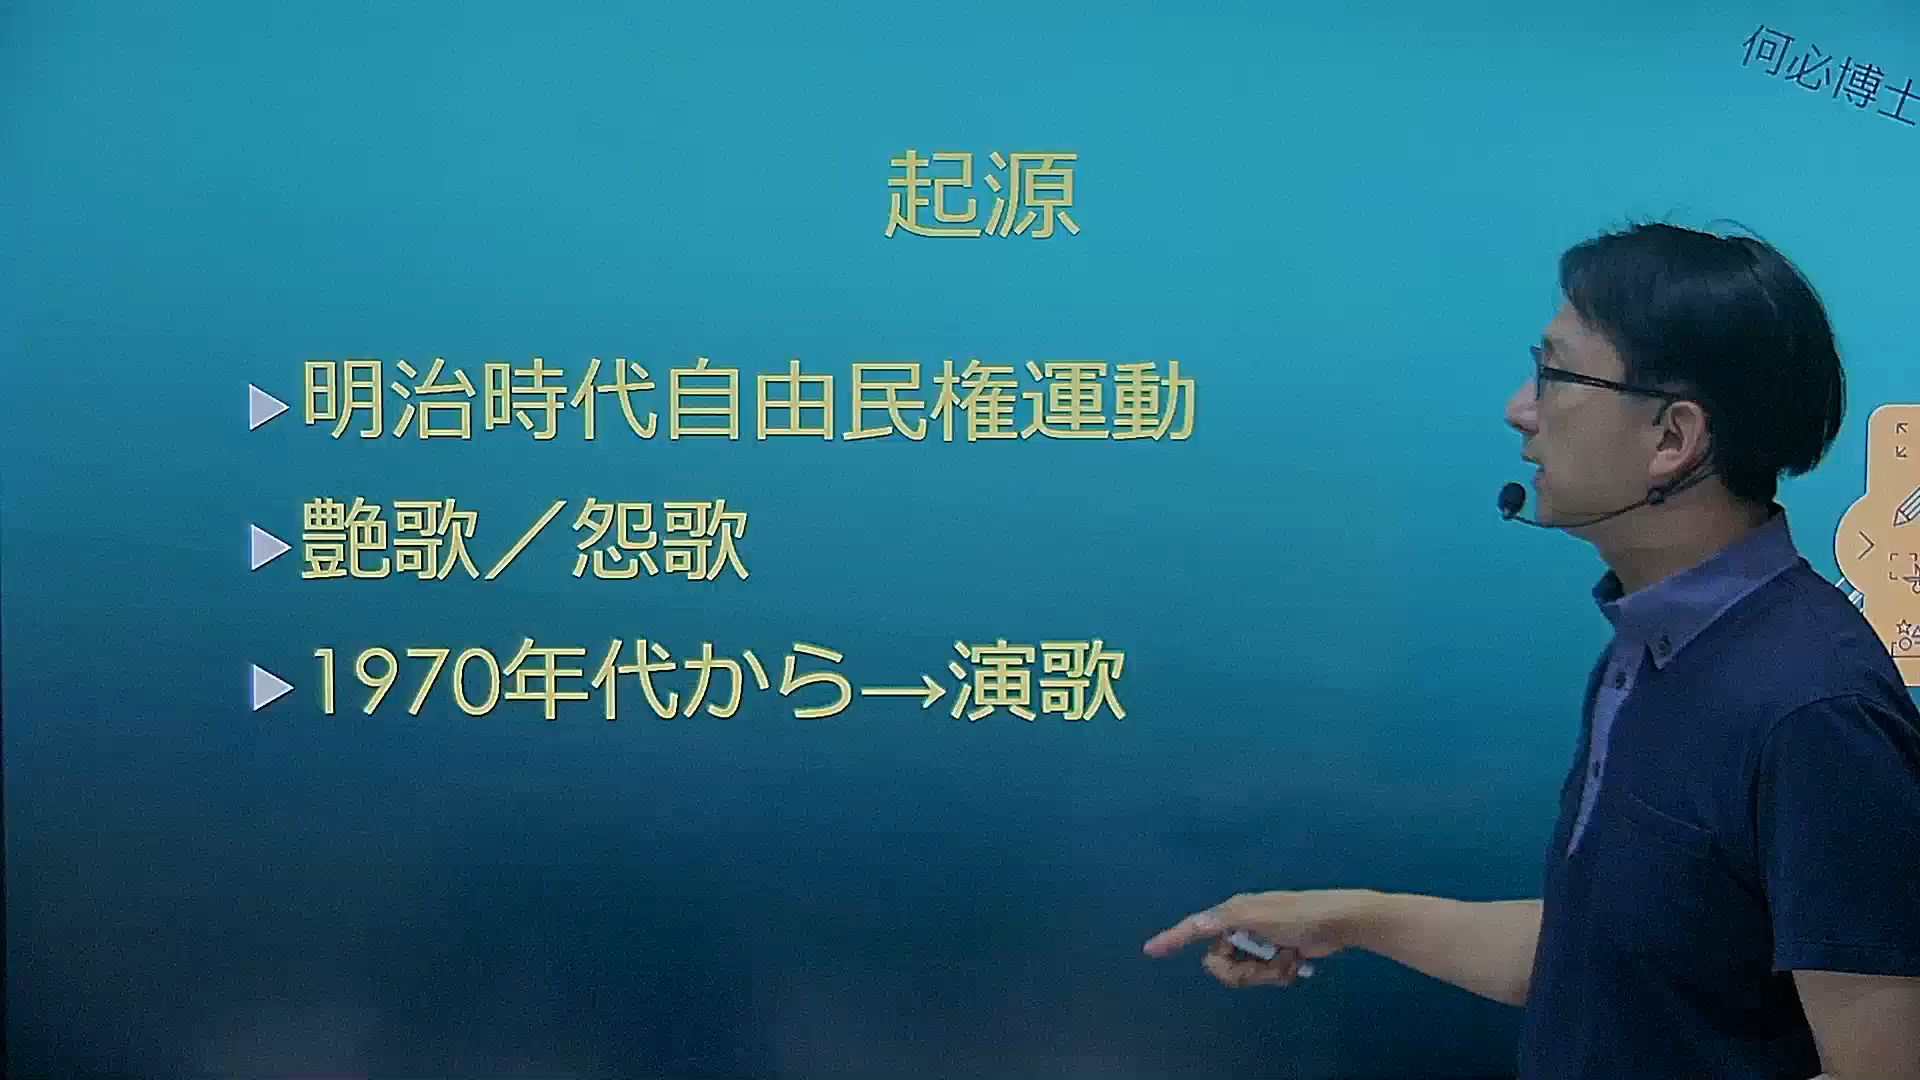 何必博士
起源
明治時代自由民権運動
艶歌／怨歌
1970年代から→演歌